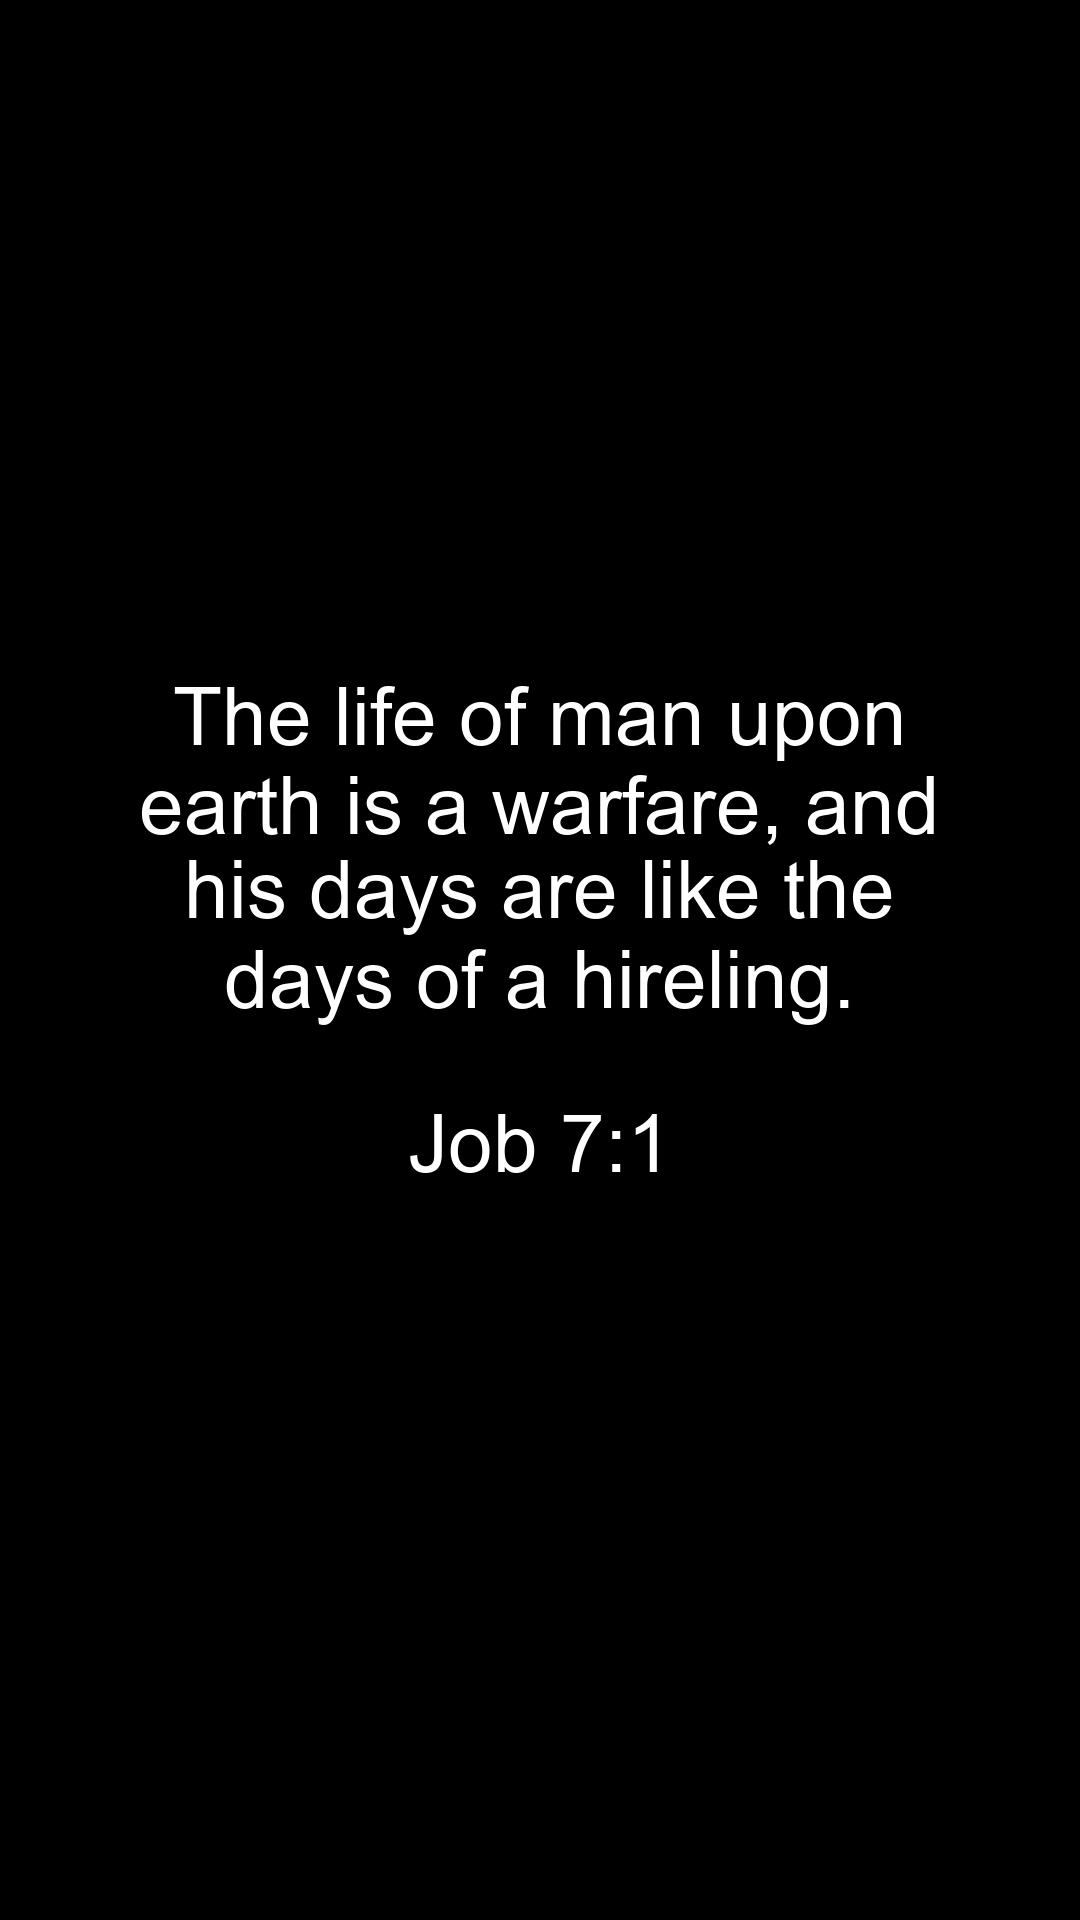 The life of man upon
earth is a warfare, and
his days are like the
days of a hireling.
Job 7:1